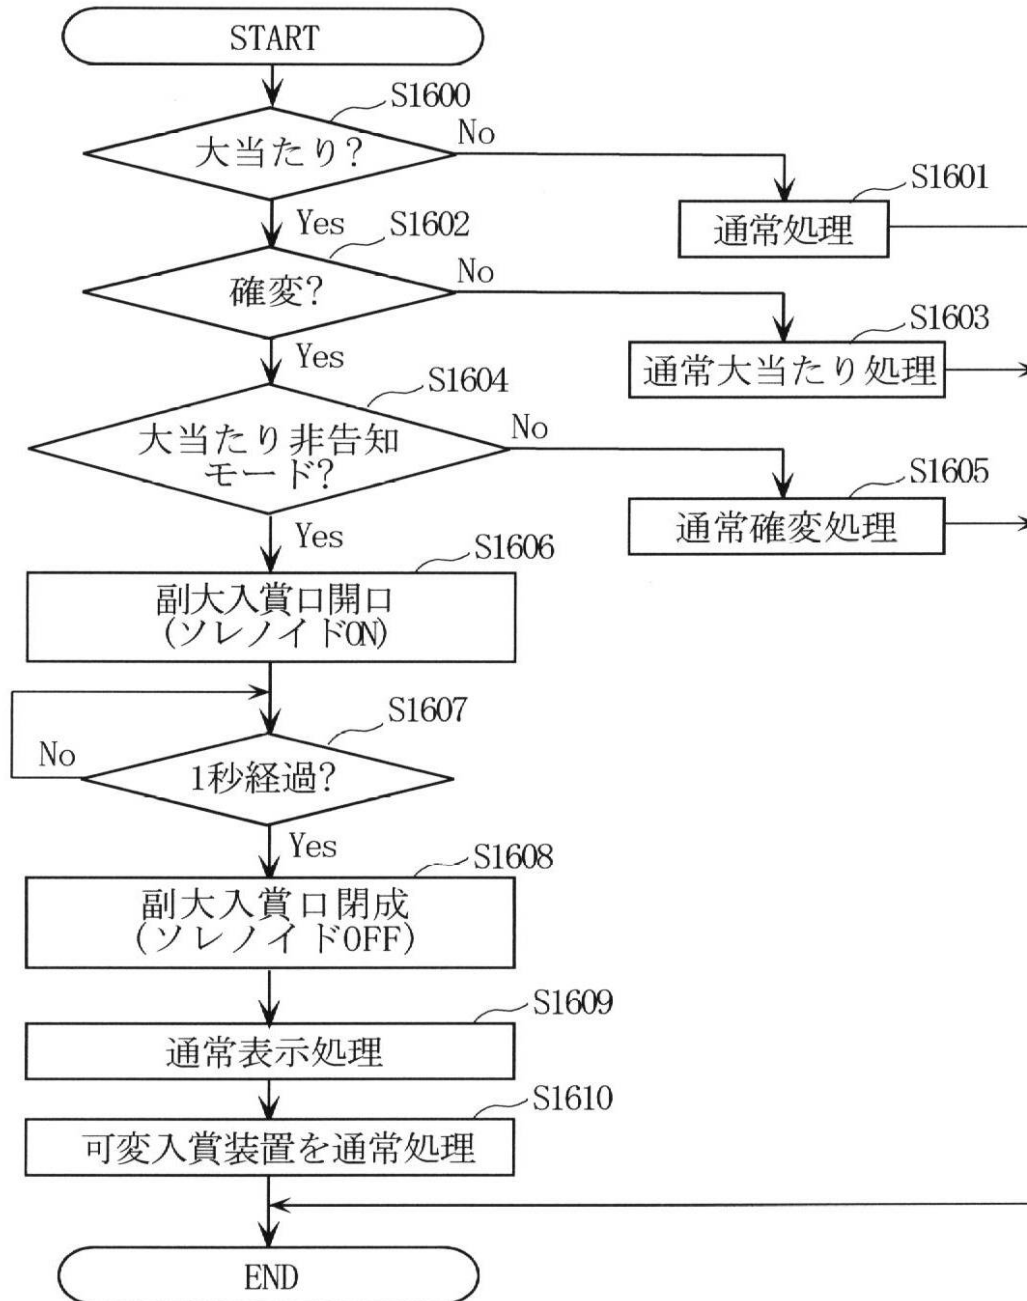 START
S1600
大当たり?
No
S1601
通常処理
Yes
S1602
確変?
No
S1603
通常大当たり処理
Yes
S1604
大当たり非告知
モード?
No
S1605
通常確変処理
Yes
S1606
副大入賞口開口
(ソレノイドON)
S1607
No
1秒経過?
Yes
S1608
副大入賞口閉成
(ソレノイドOFF)
S1609
通常表示処理
S1610
可変入賞装置を通常処理
END